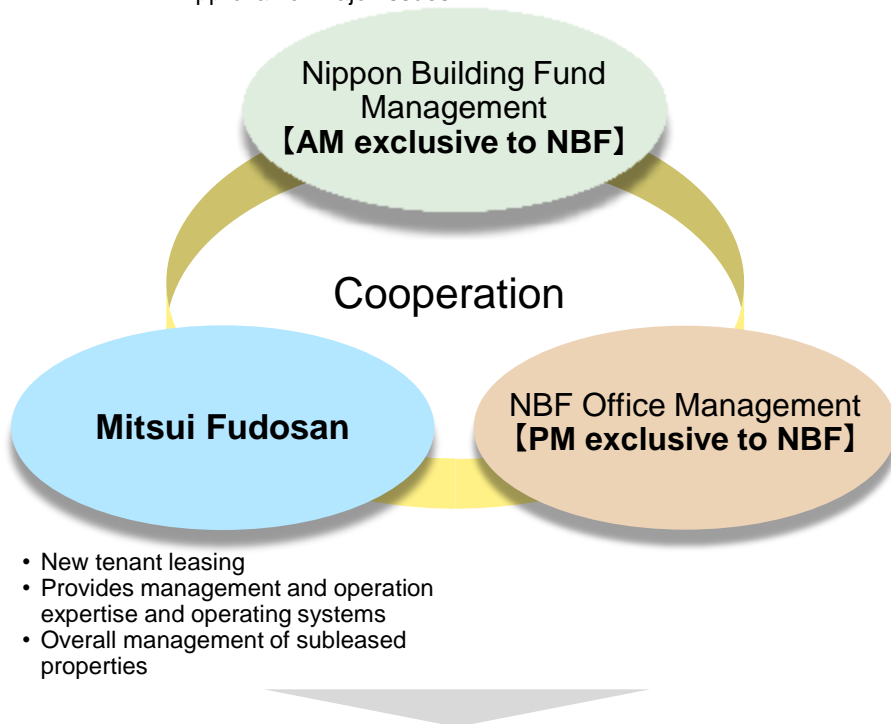 Nippon Building Fund
Management
【AM exclusive to NBF】
Cooperation
Mitsui Fudosan
NBF Office Management
【PM exclusive to NBF】
• New tenant leasing
• Provides management and operation
expertise and operating systems
• Overall management of subleased
properties